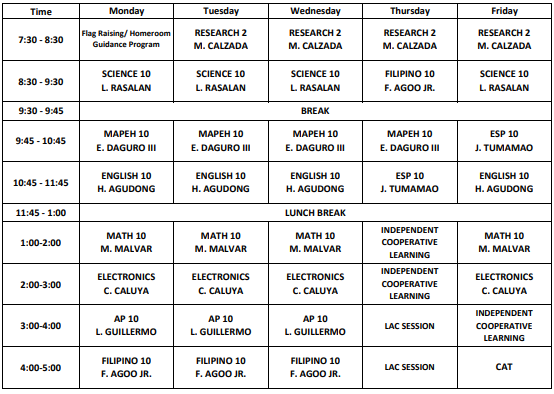 Time Monday Tuesday Wednesday Thursday Friday
7:30 - 8:30 Flag Raising/ Homeroom Guidance Program RESEARCH 2 M. CALZADA RESEARCH 2 M. CALZADA RESEARCH 2 M. CALZADA RESEARCH 2 M. CALZADA
8:30 - 9:30 SCIENCE 10 L. RASALAN SCIENCE 10 L. RASALAN SCIENCE 10 L. RASALAN FILIPINO 10 F. AGOO JR. SCIENCE 10 L. RASALAN
9:30 - 9:45 BREAK
9:45 - 10:45 MAPEH 10 E. DAGURO III MAPEH 10 E. DAGURO III MAPEH 10 E. DAGURO III MAPEH 10 E. DAGURO III ESP 10 J. TUMAMAO
10:45 - 11:45 ENGLISH 10 H. AGUDONG ENGLISH 10 H. AGUDONG ENGLISH 10 H. AGUDONG ESP 10 J. TUMAMAO ENGLISH 10 H. AGUDONG
11:45 - 1:00 LUNCH BREAK
1:00-2:00 MATH 10 M. MALVAR MATH 10 M. MALVAR MATH 10 M. MALVAR INDEPENDENT COOPERATIVE LEARNING MATH 10 M. MALVAR
2:00-3:00 ELECTRONICS C. CALUYA ELECTRONICS C. CALUYA ELECTRONICS C. CALUYA INDEPENDENT COOPERATIVE LEARNING ELECTRONICS C. CALUYA
3:00-4:00 AP 10 L. GUILLERMO AP 10 L. GUILLERMO AP 10 L. GUILLERMO LAC SESSION INDEPENDENT COOPERATIVE LEARNING
4:00-5:00 FILIPINO 10 F. AGOO JR. FILIPINO 10 F. AGOO JR. FILIPINO 10 F. AGOO JR. LAC SESSION CAT